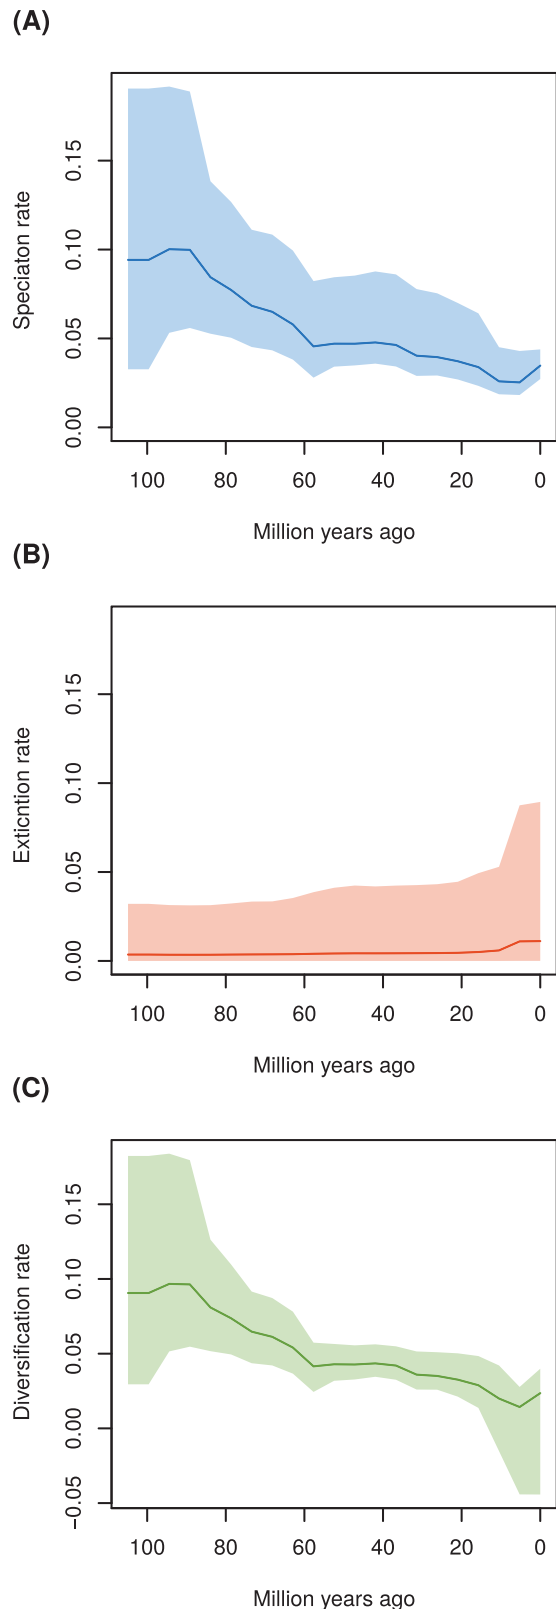 (A)
Speciaton rate
0.15
0.10
0.05
0.00
100 80 60 40 20 0
Million years ago
(B)
Exticntion rate
0.15
0.10
0.05
0.00
100 80 60 40 20 0
Million years ago
(C)
Diversification rate
0.15
0.10
0.05
0.00
−0.05
100 80 60 40 20 0
Million years ago